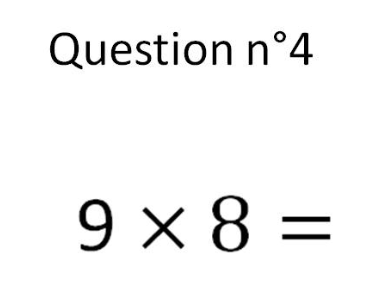 Question n°4
9 × 8 =